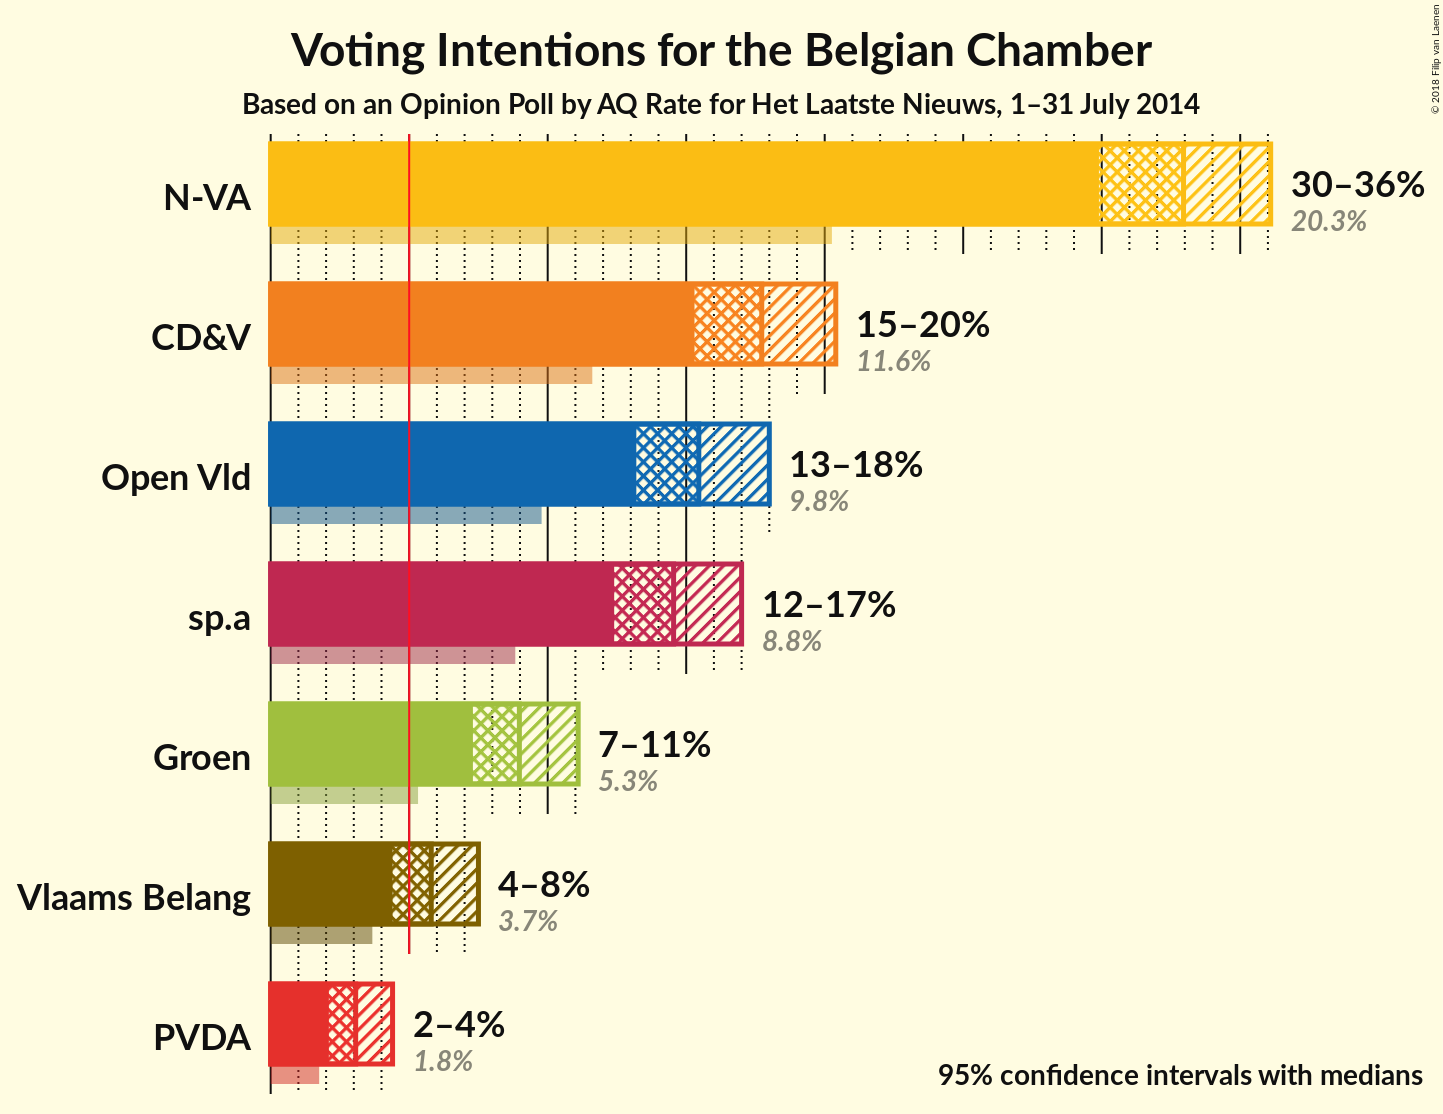 Voting Intentions for the Belgian Chamber
Based on an Opinion Poll by AQ Rate for Het Laatste Nieuws, 1–31 July 2014
© 2018 Filip van Laenen
N-VA
30–36%
20.3%
CD&V
15–20%
11.6%
Open Vld
13–18%
9.8%
sp.a
12–17%
8.8%
Groen
7–11%
5.3%
Vlaams Belang
4–8%
3.7%
PVDA
2–4%
1.8%
95% confidence intervals with medians